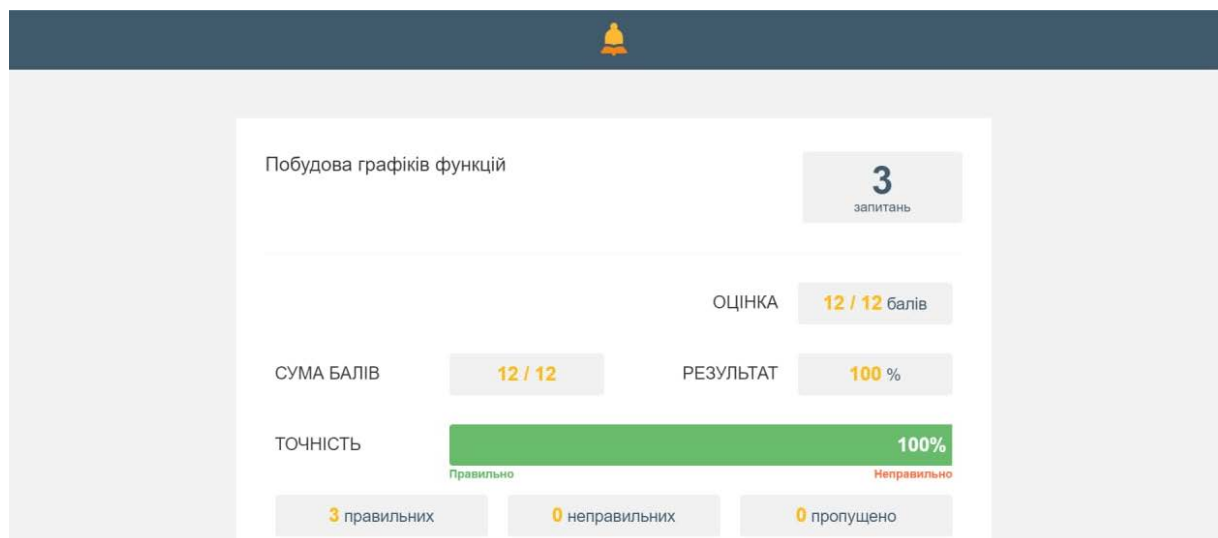 Побудова графіків функцій
3
запитань
ОЦІНКА 12 / 12 балів
СУМА БАЛІВ 12 / 12 РЕЗУЛЬТАТ 100 %
ТОЧНІСТЬ 100%
Правильно Неправильно
3 правильних 0 неправильних 0 пропущено